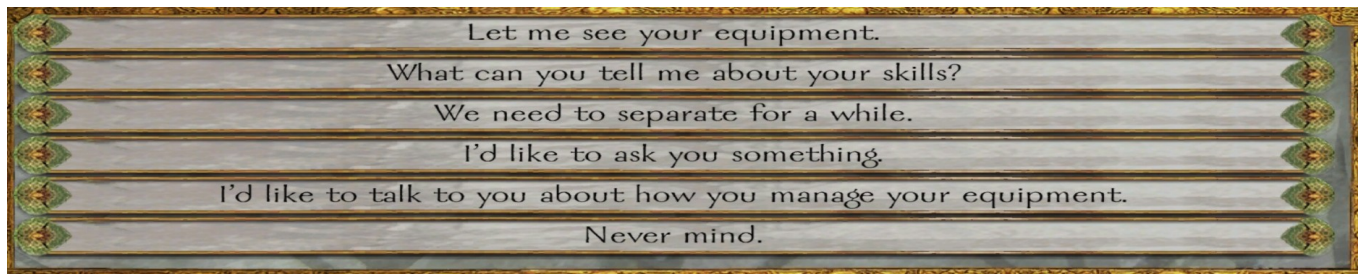 Let me see your equipment.
What can you tell me about your skills?
We need to separate for a while.
I'd like to ask you something.
I'd like to talk to you about how you manage your equipment.
Never mind.